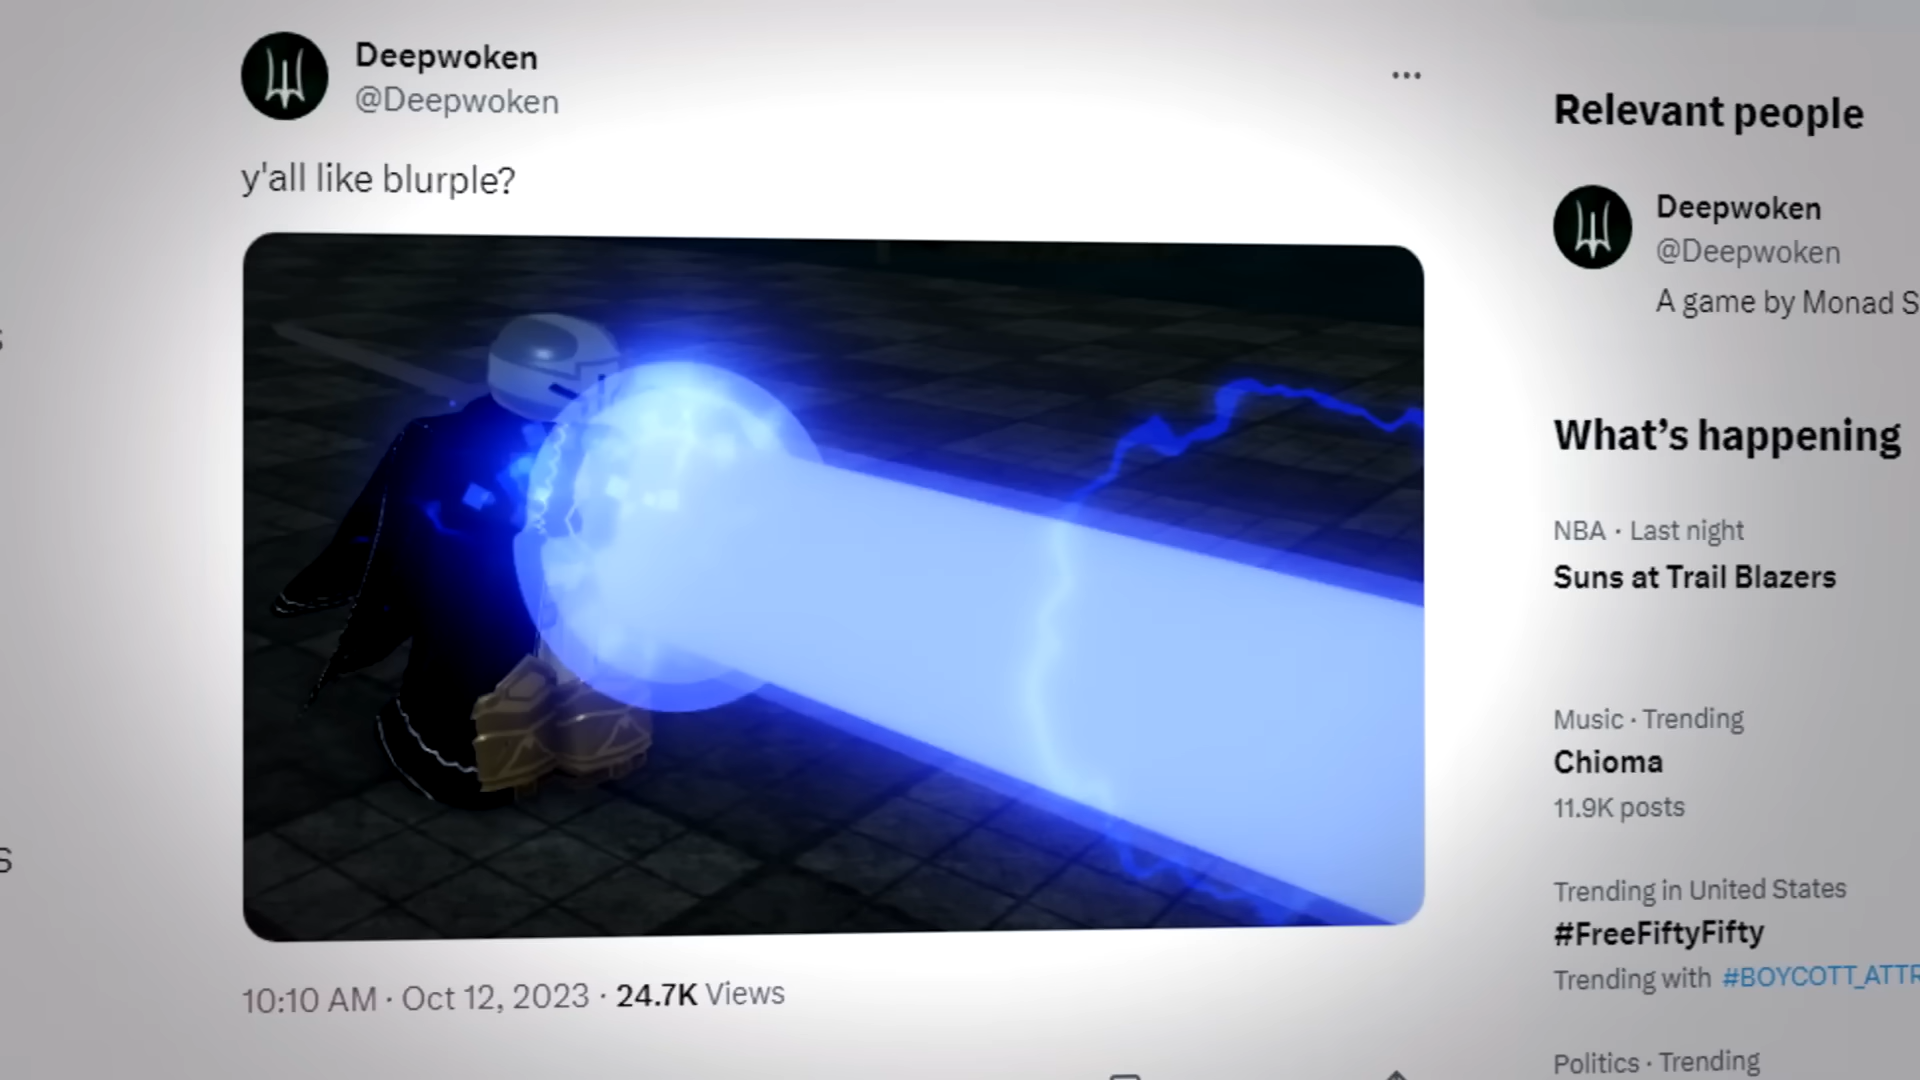 Deepwoken
@Deepwoken
y'all like blurple?
10:10 AM · Oct 12, 2023 · 24.7K Views
Relevant people
Deepwoken
@Deepwoken
A game by Monad S
What's happening
NBA · Last night
Suns at Trail Blazers
Music · Trending
Chioma
11.9K posts
Trending in United States
#FreeFiftyFifty
Trending with #BOYCOTT_ATTR
Politics · Trending